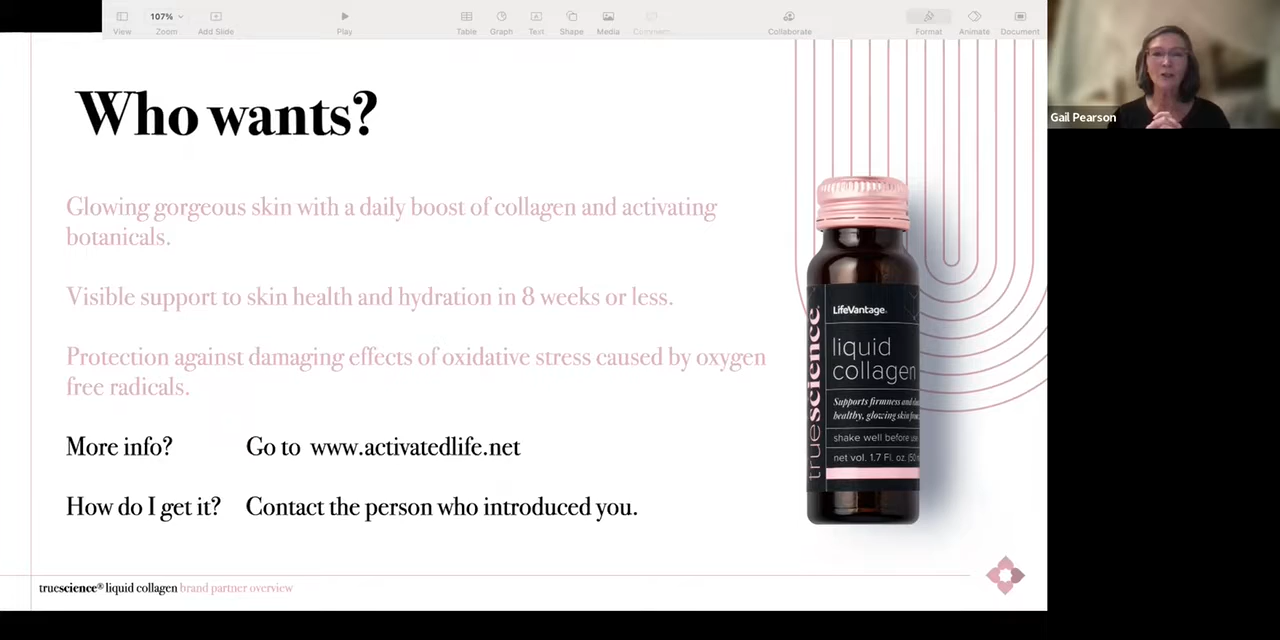 107%
View
Zoom
Add Slide
Play
Table
Graph
Text
Shape
Media
Comment
Collaborate
Format
Animate
Document
Who wants?
Gail Pearson
Glowing gorgeous skin with a daily boost of collagen and activating
botanicals.
Visible support to skin health and hydration in 8 weeks or less.
Protection against damaging effects of oxidative stress caused by oxygen
free radicals.
More info? Go to www.activatedlife.net
How do I get it? Contact the person who introduced you.
LifeVantage
truescience
liquid
collagen
Supports firmness and
healthy, glowing skin
shake well before
net vol. 1.7 Fl. oz. (50
truescience® liquid collagen brand partner overview